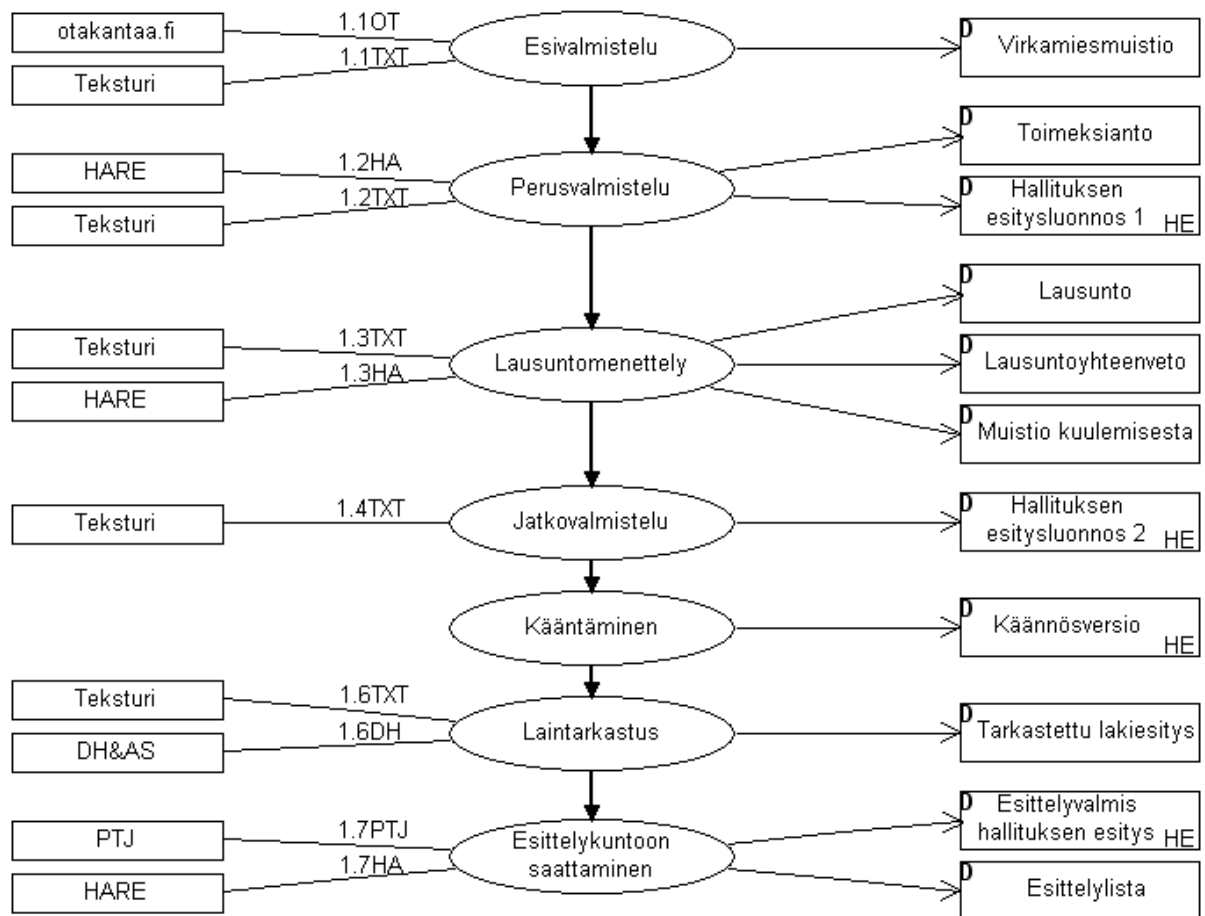 otakantaa.fi
1.1OT
Esivalmistelu
D
Virkamiesmuistio
Teksturi
1.1TXT
D
Toimeksianto
HARE
1.2HA
Perusvalmistelu
Teksturi
1.2TXT
D
Hallituksen
esitysluonnos 1
HE
D
Lausunto
Teksturi
1.3TXT
Lausuntomenettely
D
Lausuntoyhteenveto
HARE
1.3HA
D
Muistio kuulemisesta
Teksturi
1.4TXT
Jatkovalmistelu
D
Hallituksen
esitysluonnos 2
HE
Kääntäminen
D
Käännösversio
HE
Teksturi
1.6TXT
Laintarkastus
D
Tarkastettu lakiesitys
DH&AS
1.6DH
PTJ
1.7PTJ
Esittelykuntoon
saattaminen
D
Esittelyvalmis
hallituksen esitys
HE
HARE
1.7HA
D
Esittelylista